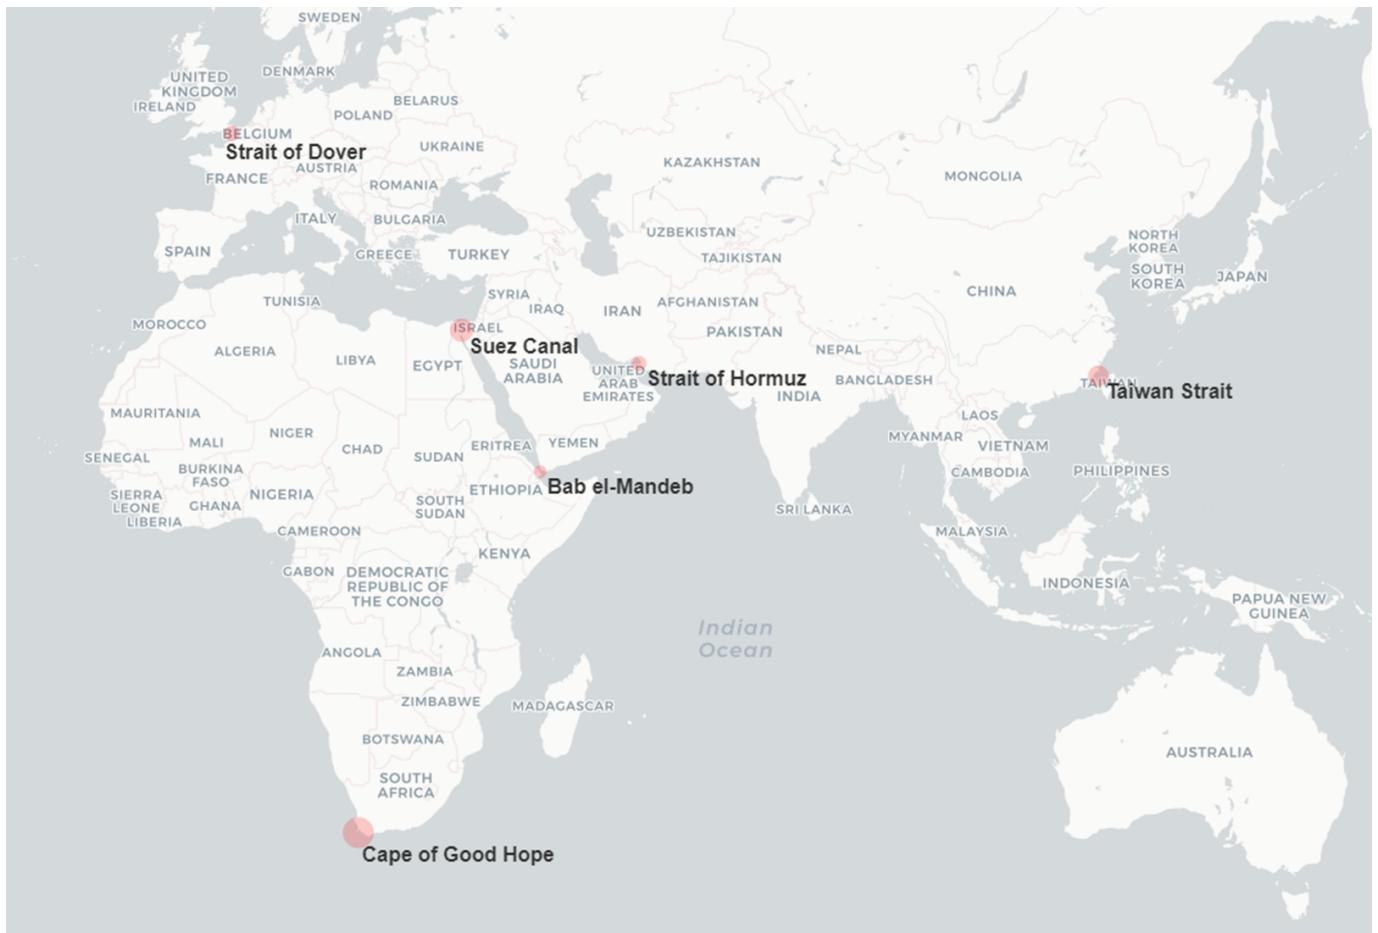 SWEDEN
DENMARK
UNITED
KINGDOM
IRELAND
BELARUS
POLAND
BELGIUM
Strait of Dover
UKRAINE
AUSTRIA
FRANCE
ROMANIA
KAZAKHSTAN
MONGOLIA
ITALY
BULGARIA
UZBEKISTAN
NORTH
KOREA
SPAIN
GREECE
TURKEY
TAJIKISTAN
SOUTH
KOREA
JAPAN
SYRIA
IRAQ
TUNISIA
IRAN
AFGHANISTAN
CHINA
MOROCCO
ISRAEL
Suez Canal
PAKISTAN
ALGERIA
LIBYA
EGYPT
SAUDI
ARABIA
UNITED
ARAB
EMIRATES
Strait of Hormuz
NEPAL
BANGLADESH
INDIA
TAIWAN
Taiwan Strait
MAURITANIA
LAOS
NIGER
MALI
CHAD
SUDAN
ERITREA
YEMEN
MYANMAR
VIETNAM
SENEGAL
BURKINA
FASO
CAMBODIA
PHILIPPINES
SIERRA
LEONE
LIBERIA
GHANA
NIGERIA
SOUTH
SUDAN
ETHIOPIA
Bab el-Mandeb
SRI LANKA
CAMEROON
MALAYSIA
KENYA
GABON
DEMOCRATIC
REPUBLIC OF
THE CONGO
INDONESIA
PAPUA NEW
GUINEA
Indian
Ocean
ANGOLA
ZAMBIA
ZIMBABWE
MADAGASCAR
BOTSWANA
AUSTRALIA
SOUTH
AFRICA
Cape of Good Hope